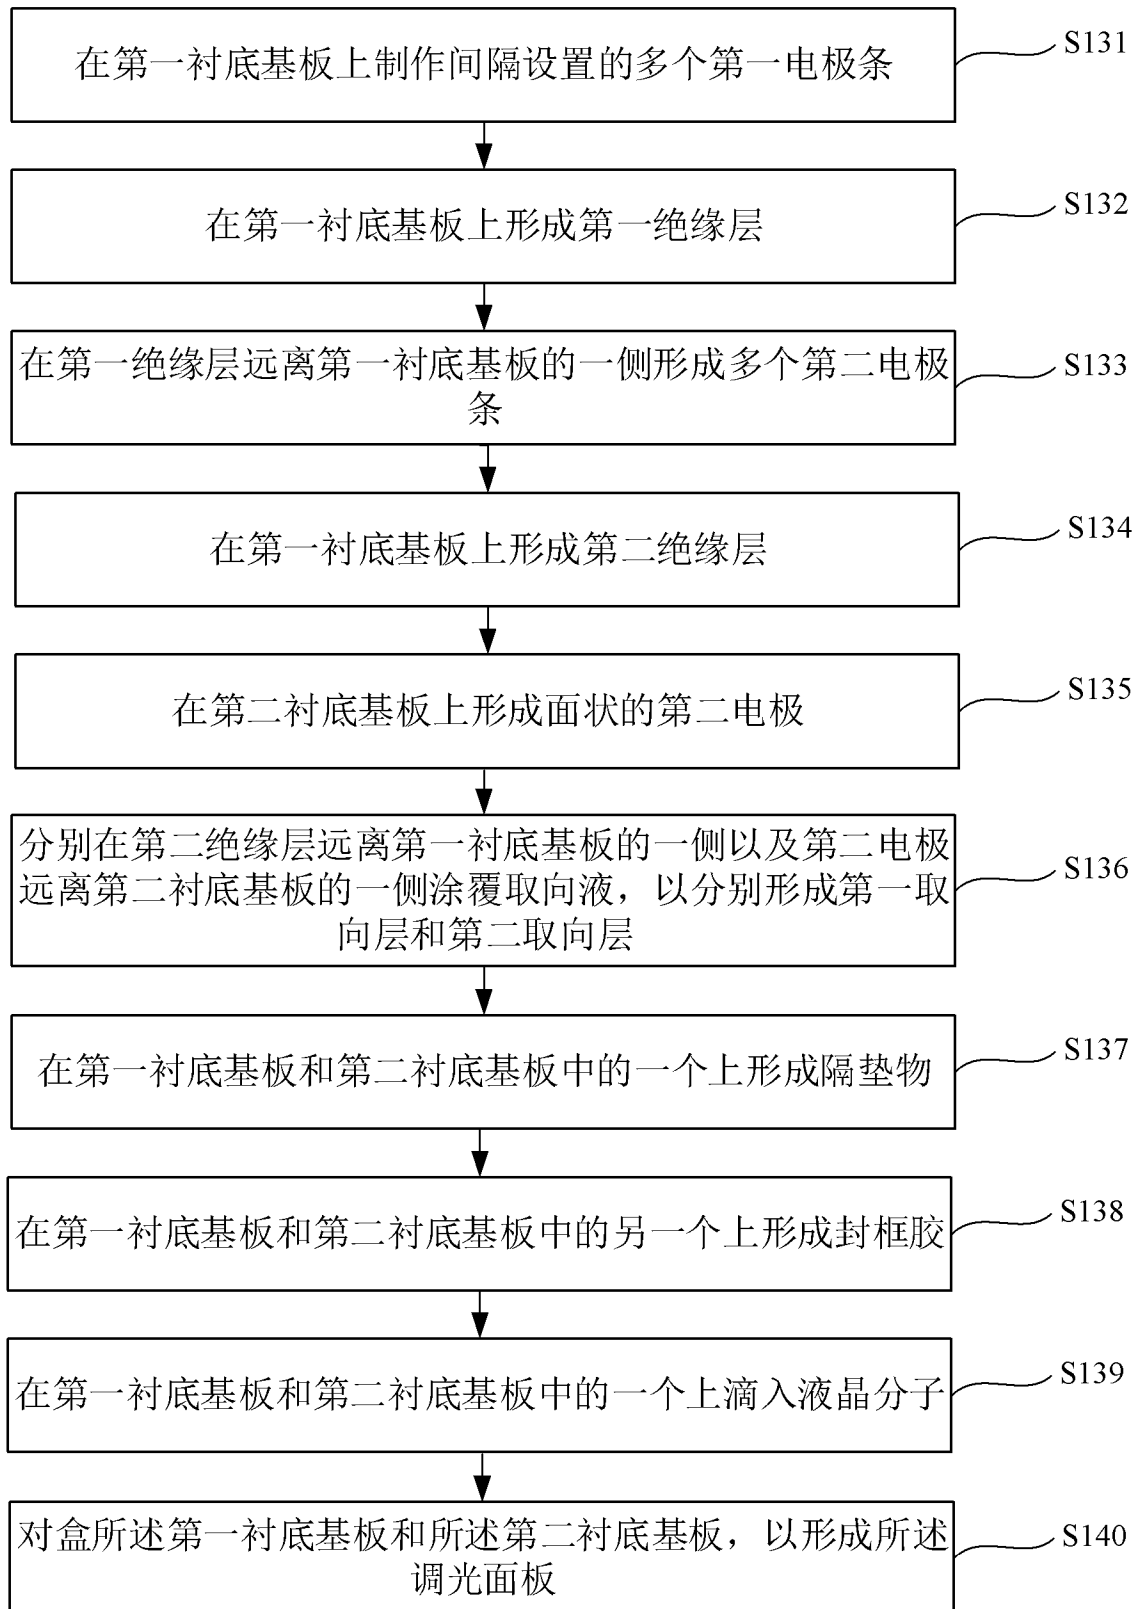 在第一衬底基板上制作间隔设置的多个第一电极条
S131
在第一衬底基板上形成第一绝缘层
S132
在第一绝缘层远离第一衬底基板的一侧形成多个第二电极
条
S133
在第一衬底基板上形成第二绝缘层
S134
在第二衬底基板上形成面状的第二电极
S135
分别在第二绝缘层远离第一衬底基板的一侧以及第二电极
远离第二衬底基板的一侧涂覆取向液，以分别形成第一取
向层和第二取向层
S136
在第一衬底基板和第二衬底基板中的一个上形成隔垫物
S137
在第一衬底基板和第二衬底基板中的另一个上形成封框胶
S138
在第一衬底基板和第二衬底基板中的一个上滴入液晶分子
S139
对盒所述第一衬底基板和所述第二衬底基板，以形成所述
调光面板
S140